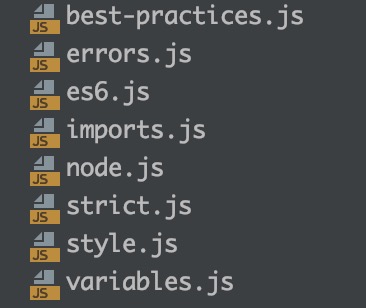 JS best-practices.js
JS errors.js
JS es6.js
JS imports.js
JS node.js
JS strict.js
JS style.js
JS variables.js